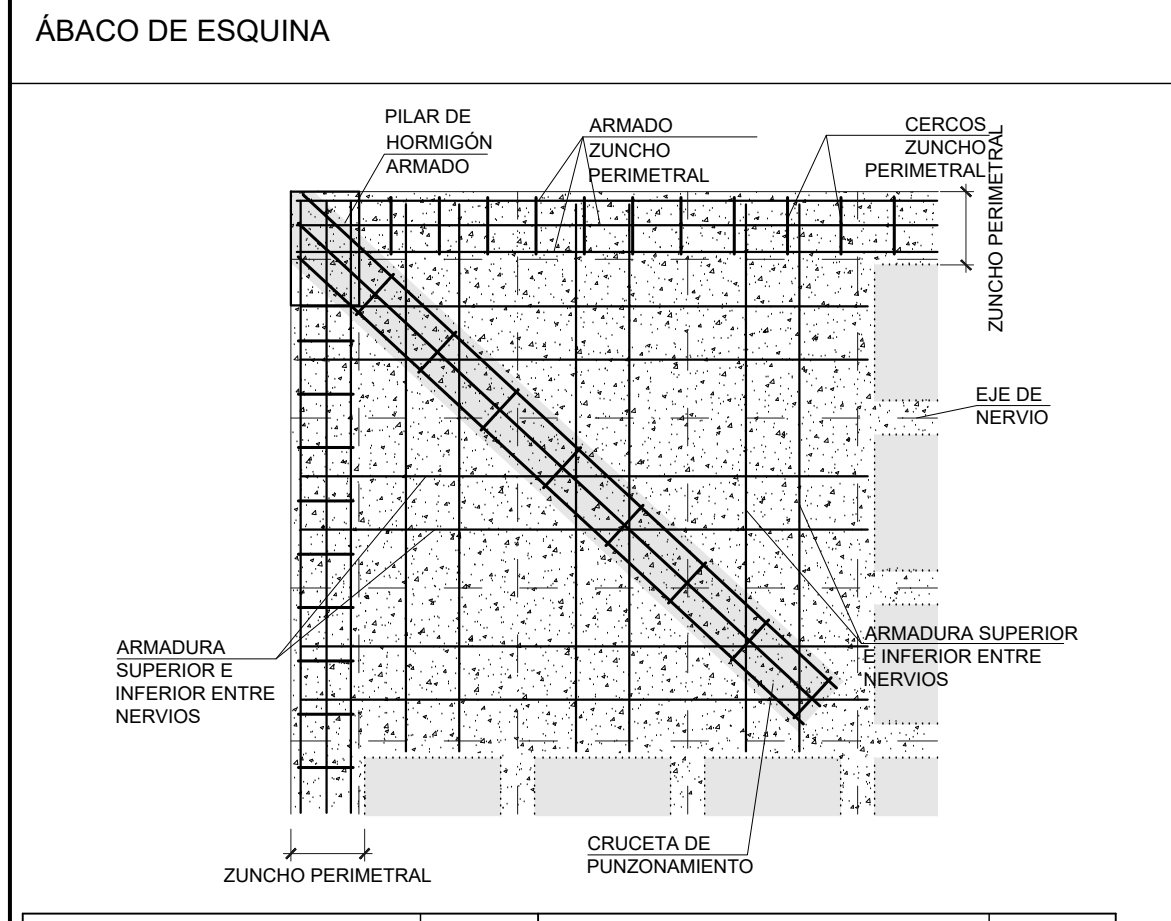 ÁBACO DE ESQUINA
PILAR DE
HORMIGÓN
ARMADO
ARMADO
ZUNCHO
PERIMETRAL
CERCOS
ZUNCHO
PERIMETRAL
ZUNCHO PERIMETRAL
EJE DE
NERVIO
ARMADURA
SUPERIOR E
INFERIOR ENTRE
NERVIOS
ARMADURA SUPERIOR
E INFERIOR ENTRE
NERVIOS
CRUCETA DE
PUNZONAMIENTO
ZUNCHO PERIMETRAL